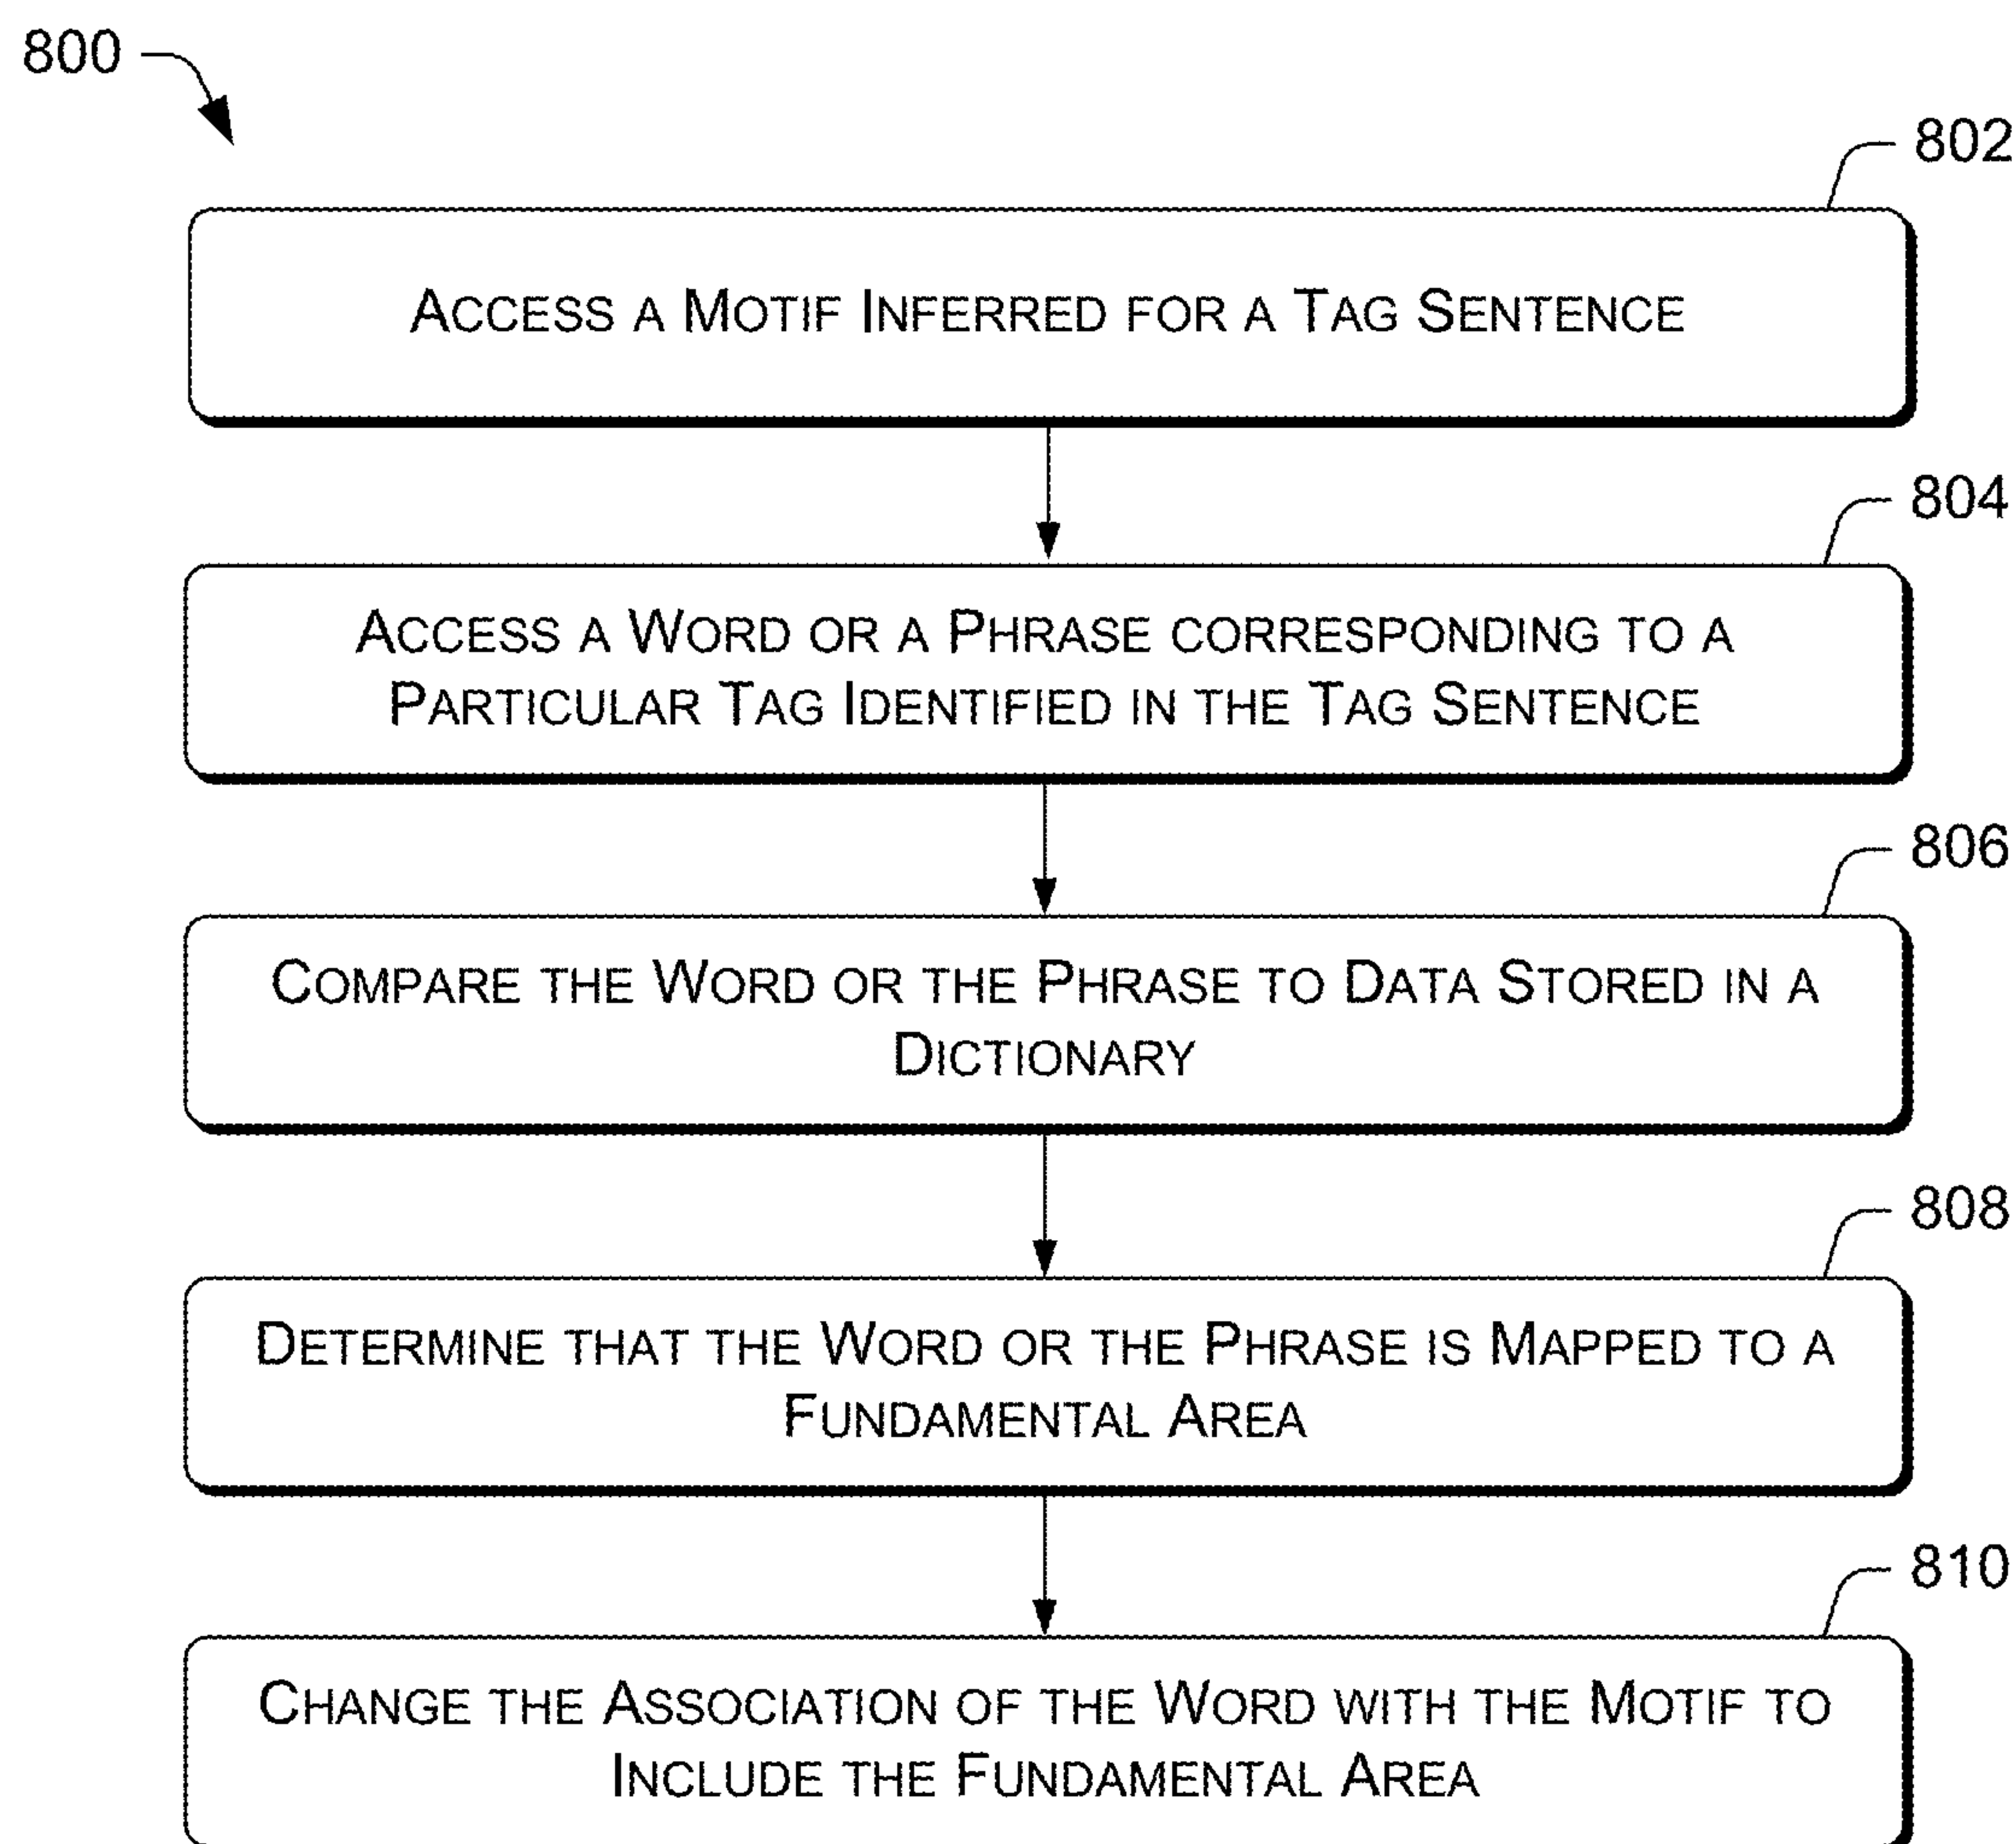 800
802
ACCESS A MOTIF INFERRED FOR A TAG SENTENCE
804
ACCESS A WORD OR A PHRASE CORRESPONDING TO A
PARTICULAR TAG IDENTIFIED IN THE TAG SENTENCE
806
COMPARE THE WORD OR THE PHRASE TO DATA STORED IN A
DICTIONARY
808
DETERMINE THAT THE WORD OR THE PHRASE IS MAPPED TO A
FUNDAMENTAL AREA
810
CHANGE THE ASSOCIATION OF THE WORD WITH THE MOTIF TO
INCLUDE THE FUNDAMENTAL AREA